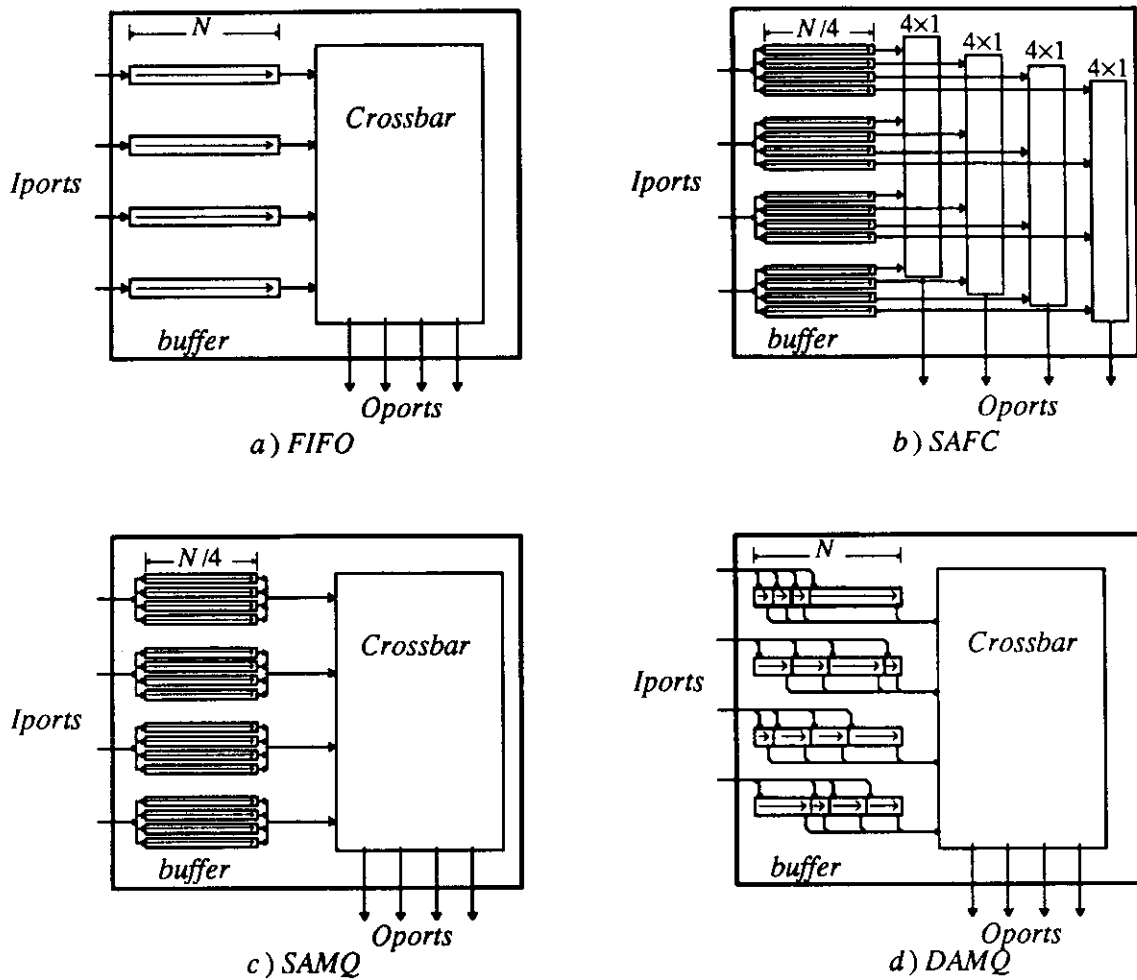 N
Crossbar
Iports
buffer
Oports
a) FIFO
N/4
4×1
4×1
4×1
4×1
Iports
buffer
Oports
b) SAFC
N/4
Crossbar
Iports
buffer
Oports
c) SAMQ
N
Crossbar
Iports
buffer
Oports
d) DAMQ